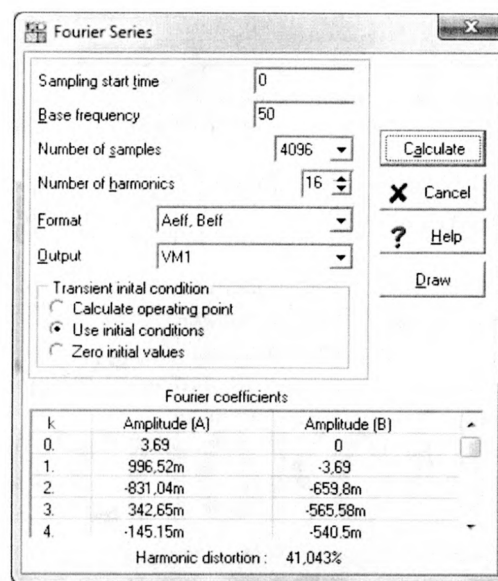 Fourier Series
Sampling start time 0
Base frequency 50
Number of samples 4096
Number of harmonics 16
Format Aeff, Beff
Output VM1
Calculate
Cancel
? Help
Draw
Transient inital condition
Calculate operating point
Use initial conditions
Zero initial values
Fourier coefficients
k Amplitude (A) Amplitude (B)
0. 3,69 0
1. 996,52m -3,69
2. -831,04m -659,8m
3. 342,65m -565,58m
4. -145,15m -540,5m
Harmonic distortion : 41,043%